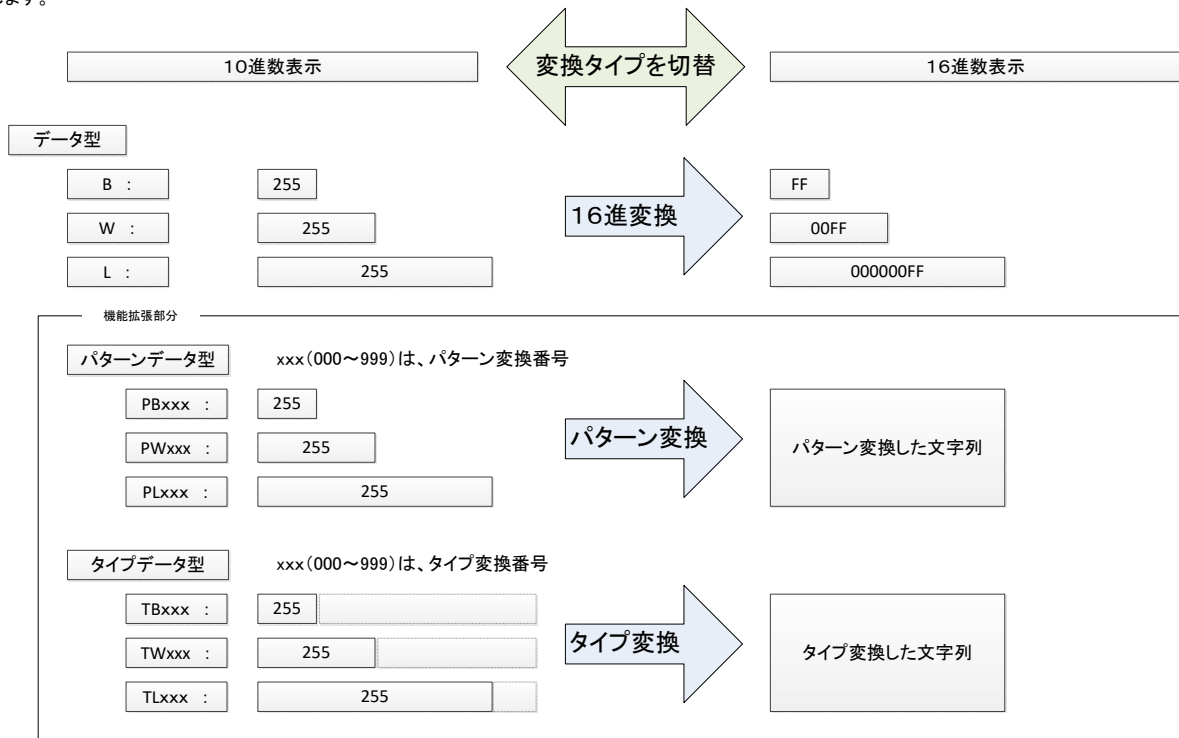 します。
10進数表示 変換タイプを切替 16進数表示
データ型
B : 255 FF
16進変換
W : 255 00FF
L : 255 000000FF
機能拡張部分
パターンデータ型 xxx(000～999)は、パターン変換番号
PBxxx : 255
パターン変換 パターン変換した文字列
PWxxx : 255
PLxxx : 255
タイプデータ型 xxx(000～999)は、タイプ変換番号
TBxxx : 255
タイプ変換 タイプ変換した文字列
TWxxx : 255
TLxxx : 255